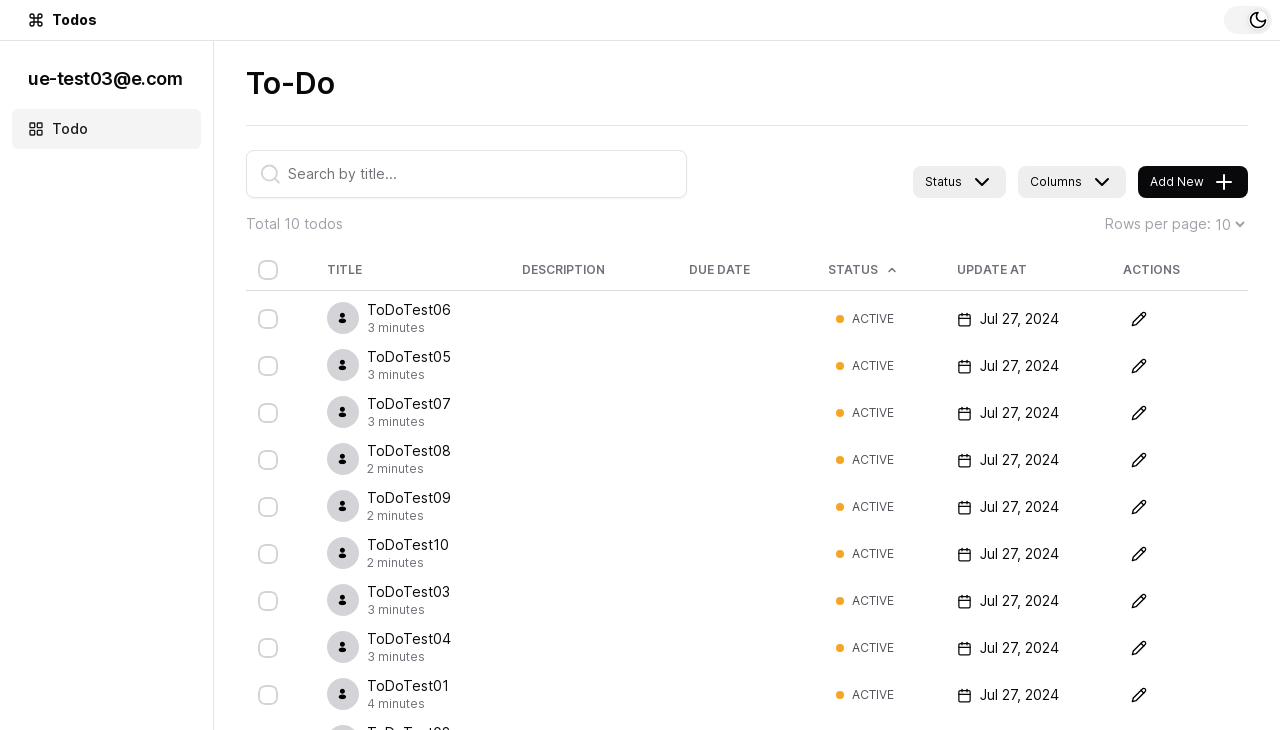 Todos
ue-test03@e.com
Todo
To-Do
Search by title...
Status
Columns
Add New
Total 10 todos
Rows per page: 10
TITLE DESCRIPTION DUE DATE STATUS UPDATE AT ACTIONS
ToDoTest06
3 minutes
ACTIVE
Jul 27, 2024
ToDoTest05
3 minutes
ACTIVE
Jul 27, 2024
ToDoTest07
3 minutes
ACTIVE
Jul 27, 2024
ToDoTest08
2 minutes
ACTIVE
Jul 27, 2024
ToDoTest09
2 minutes
ACTIVE
Jul 27, 2024
ToDoTest10
2 minutes
ACTIVE
Jul 27, 2024
ToDoTest03
3 minutes
ACTIVE
Jul 27, 2024
ToDoTest04
3 minutes
ACTIVE
Jul 27, 2024
ToDoTest01
4 minutes
ACTIVE
Jul 27, 2024